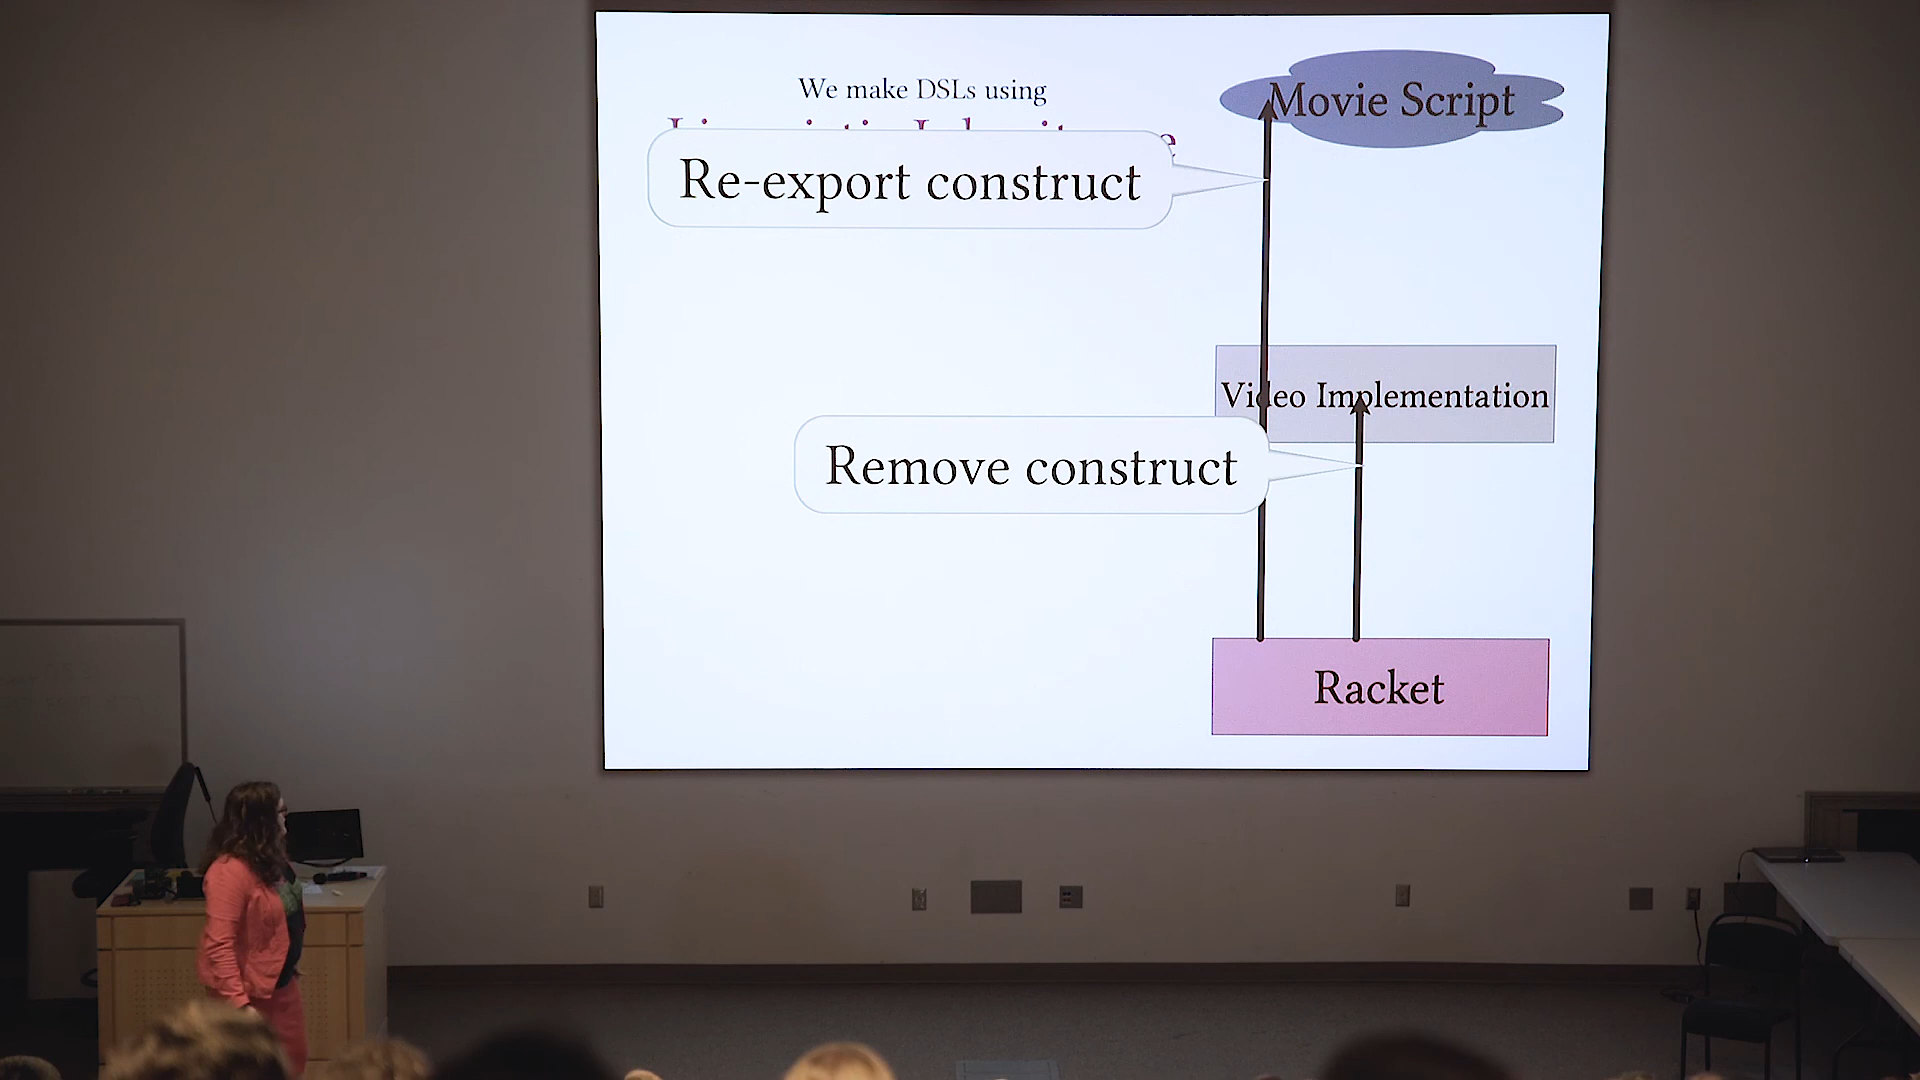 We make DSLs using
Movie Script
Re-export construct
Video Implementation
Remove construct
Racket